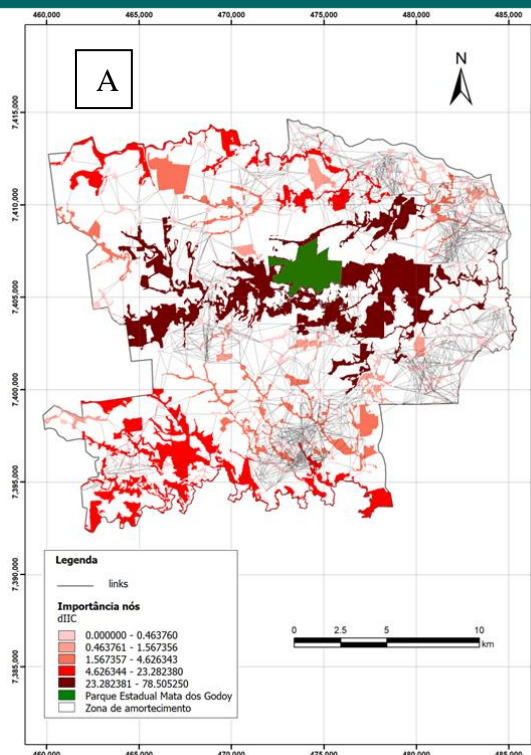 460,000 465,000 470,000 475,000 480,000 485,000
A
N
7,415,000
7,410,000
7,405,000
7,400,000
7,395,000
7,390,000
7,385,000
Legenda
links
Importância nós
dIIC
0.000000 - 0.463760
0.463761 - 1.567356
1.567357 - 4.626343
4.626344 - 23.282380
23.282381 - 78.505250
Parque Estadual Mata dos Godoy
Zona de amortecimento
0 2.5 5 10
km
460,000 465,000 470,000 475,000 480,000 485,000